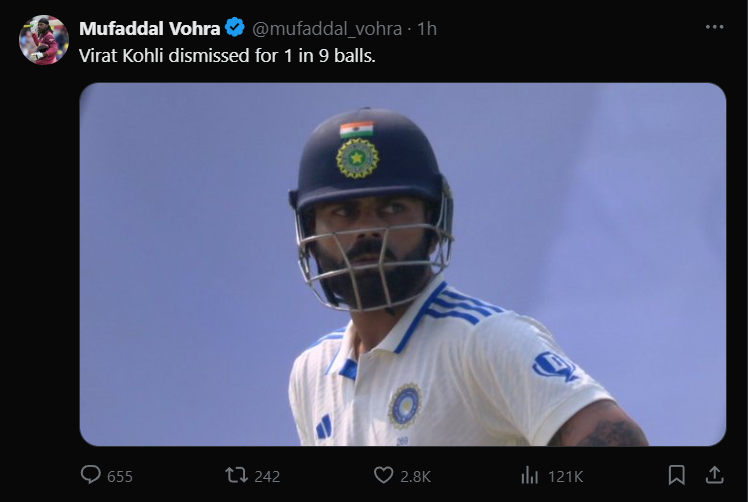 Mufaddal Vohra @mufaddal_vohra · 1h
Virat Kohli dismissed for 1 in 9 balls.
655 242 2.8K 121K